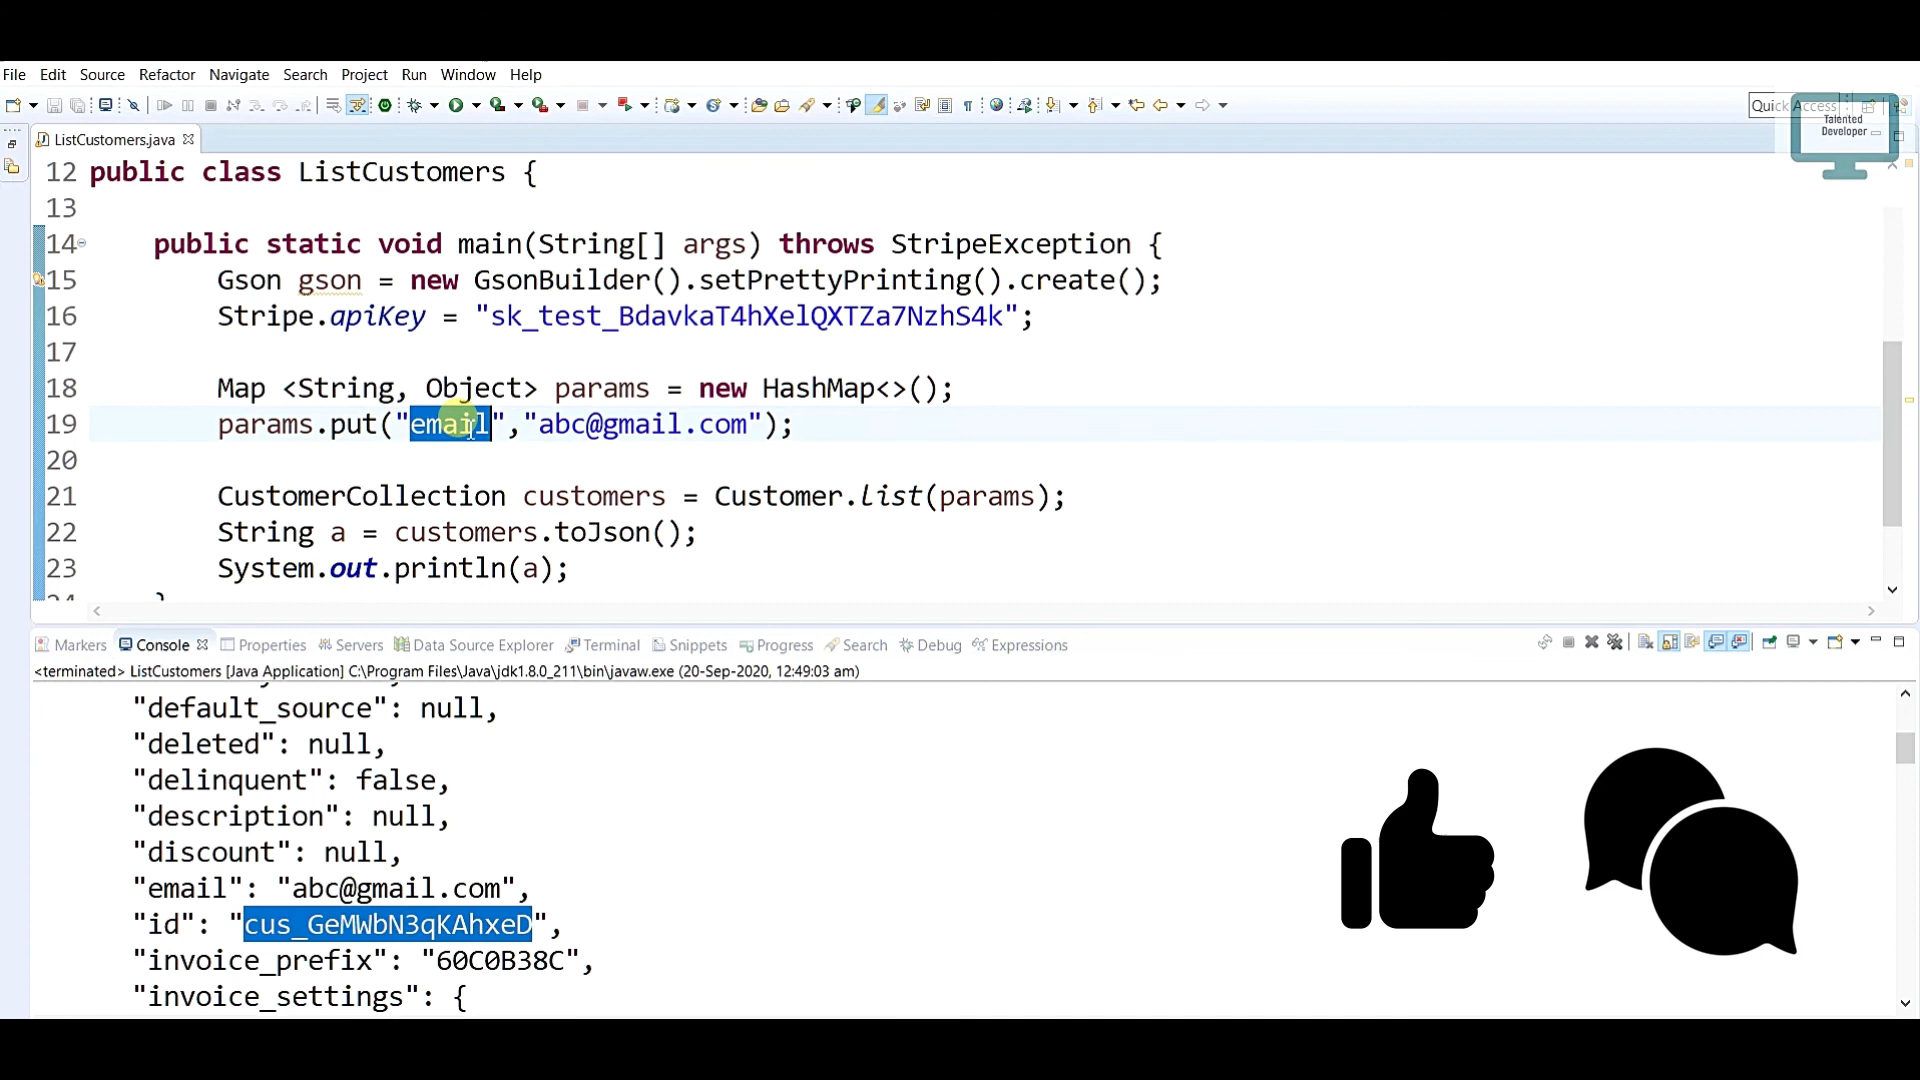 File Edit Source Refactor Navigate Search Project Run Window Help
Quick Access
Talented
Developer
ListCustomers.java
12 public class ListCustomers {
13
14 public static void main(String[] args) throws StripeException {
15 Gson gson = new GsonBuilder().setPrettyPrinting().create();
16 Stripe.apiKey = "sk_test_BdavkaT4hXelQXTZa7NzhS4k";
17
18 Map <String, Object> params = new HashMap<>();
19 params.put("email","abc@gmail.com");
20
21 CustomerCollection customers = Customer.list(params);
22 String a = customers.toJson();
23 System.out.println(a);
24 }
Markers Console Properties Servers Data Source Explorer Terminal Snippets Progress Search Debug Expressions
<terminated> ListCustomers [Java Application] C:\Program Files\Java\jdk1.8.0_211\bin\javaw.exe (20-Sep-2020, 12:49:03 am)
"default_source": null,
"deleted": null,
"delinquent": false,
"description": null,
"discount": null,
"email": "abc@gmail.com",
"id": "cus_GeMWbN3qKAhxeD",
"invoice_prefix": "60C0B38C",
"invoice_settings": {